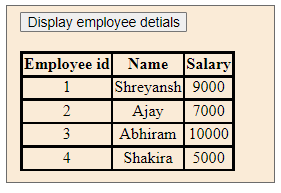 Display employee detials
Employee id Name Salary
1 Shreyansh 9000
2 Ajay 7000
3 Abhiram 10000
4 Shakira 5000